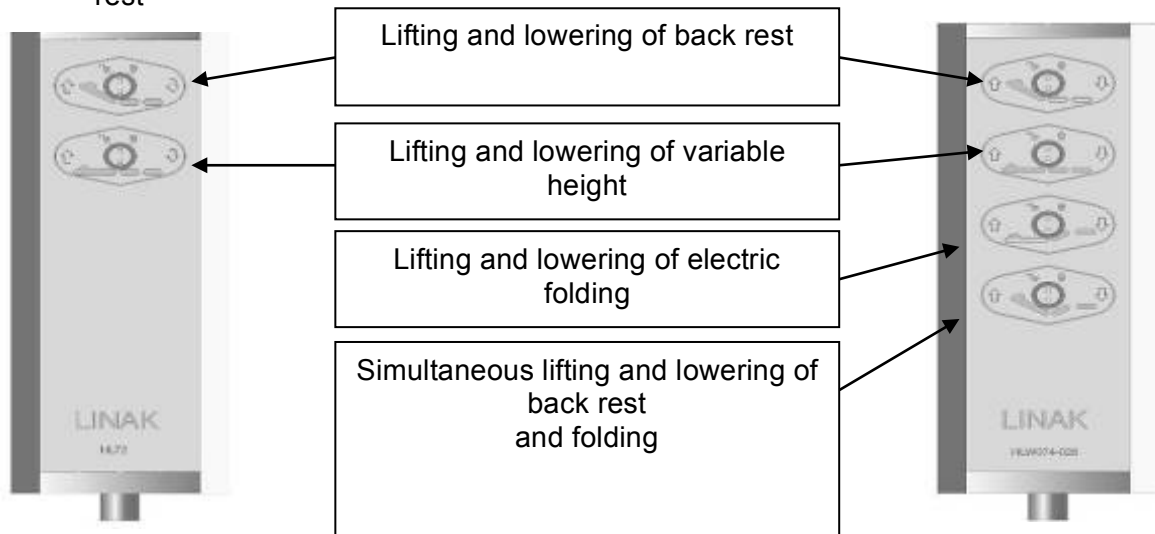 rest
Lifting and lowering of back rest
Lifting and lowering of variable
height
Lifting and lowering of electric
folding
Simultaneous lifting and lowering of
back rest
and folding
LINAK
HL72
LINAK